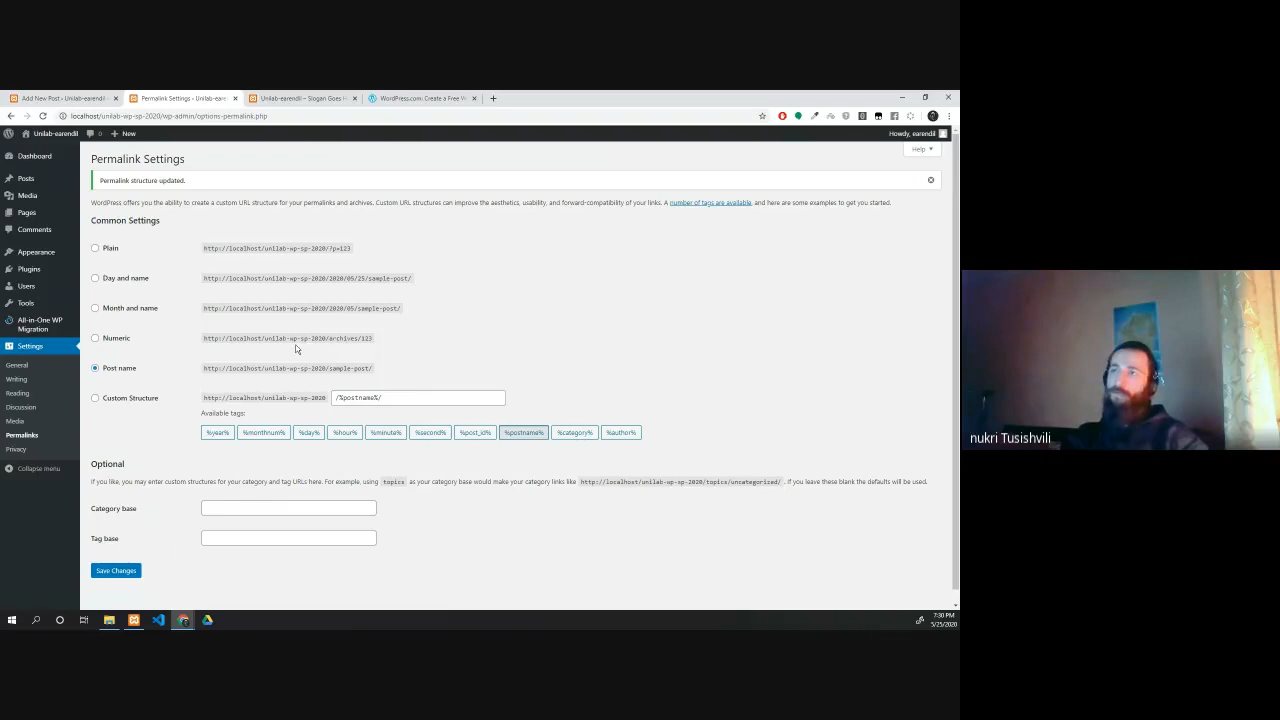 Add New Post ‹ Unilab-earendil
Permalink Settings ‹ Unilab-eare
Unilab-earendil – Slogan Goes H
WordPress.com: Create a Free W
localhost/unilab-wp-sp-2020/wp-admin/options-permalink.php
Unilab-earendil
0
New
Howdy, earendil
Dashboard
Posts
Media
Pages
Comments
Appearance
Plugins
Users
Tools
All-in-One WP
Migration
Settings
General
Writing
Reading
Discussion
Media
Permalinks
Privacy
Collapse menu
Help
Permalink Settings
Permalink structure updated.
WordPress offers you the ability to create a custom URL structure for your permalinks and archives. Custom URL structures can improve the aesthetics, usability, and forward-compatibility of your links. A number of tags are available, and here are some examples to get you started.
Common Settings
Plain http://localhost/unilab-wp-sp-2020/?p=123
Day and name http://localhost/unilab-wp-sp-2020/2020/05/25/sample-post/
Month and name http://localhost/unilab-wp-sp-2020/2020/05/sample-post/
Numeric http://localhost/unilab-wp-sp-2020/archives/123
Post name http://localhost/unilab-wp-sp-2020/sample-post/
Custom Structure http://localhost/unilab-wp-sp-2020 /%postname%/
Available tags:
%year% %monthnum% %day% %hour% %minute% %second% %post_id% %postname% %category% %author%
Optional
If you like, you may enter custom structures for your category and tag URLs here. For example, using topics as your category base would make your category links like http://localhost/unilab-wp-sp-2020/topics/uncategorized/ . If you leave these blank the defaults will be used.
Category base
Tag base
Save Changes
7:30 PM
5/25/2020
nukri Tusishvili